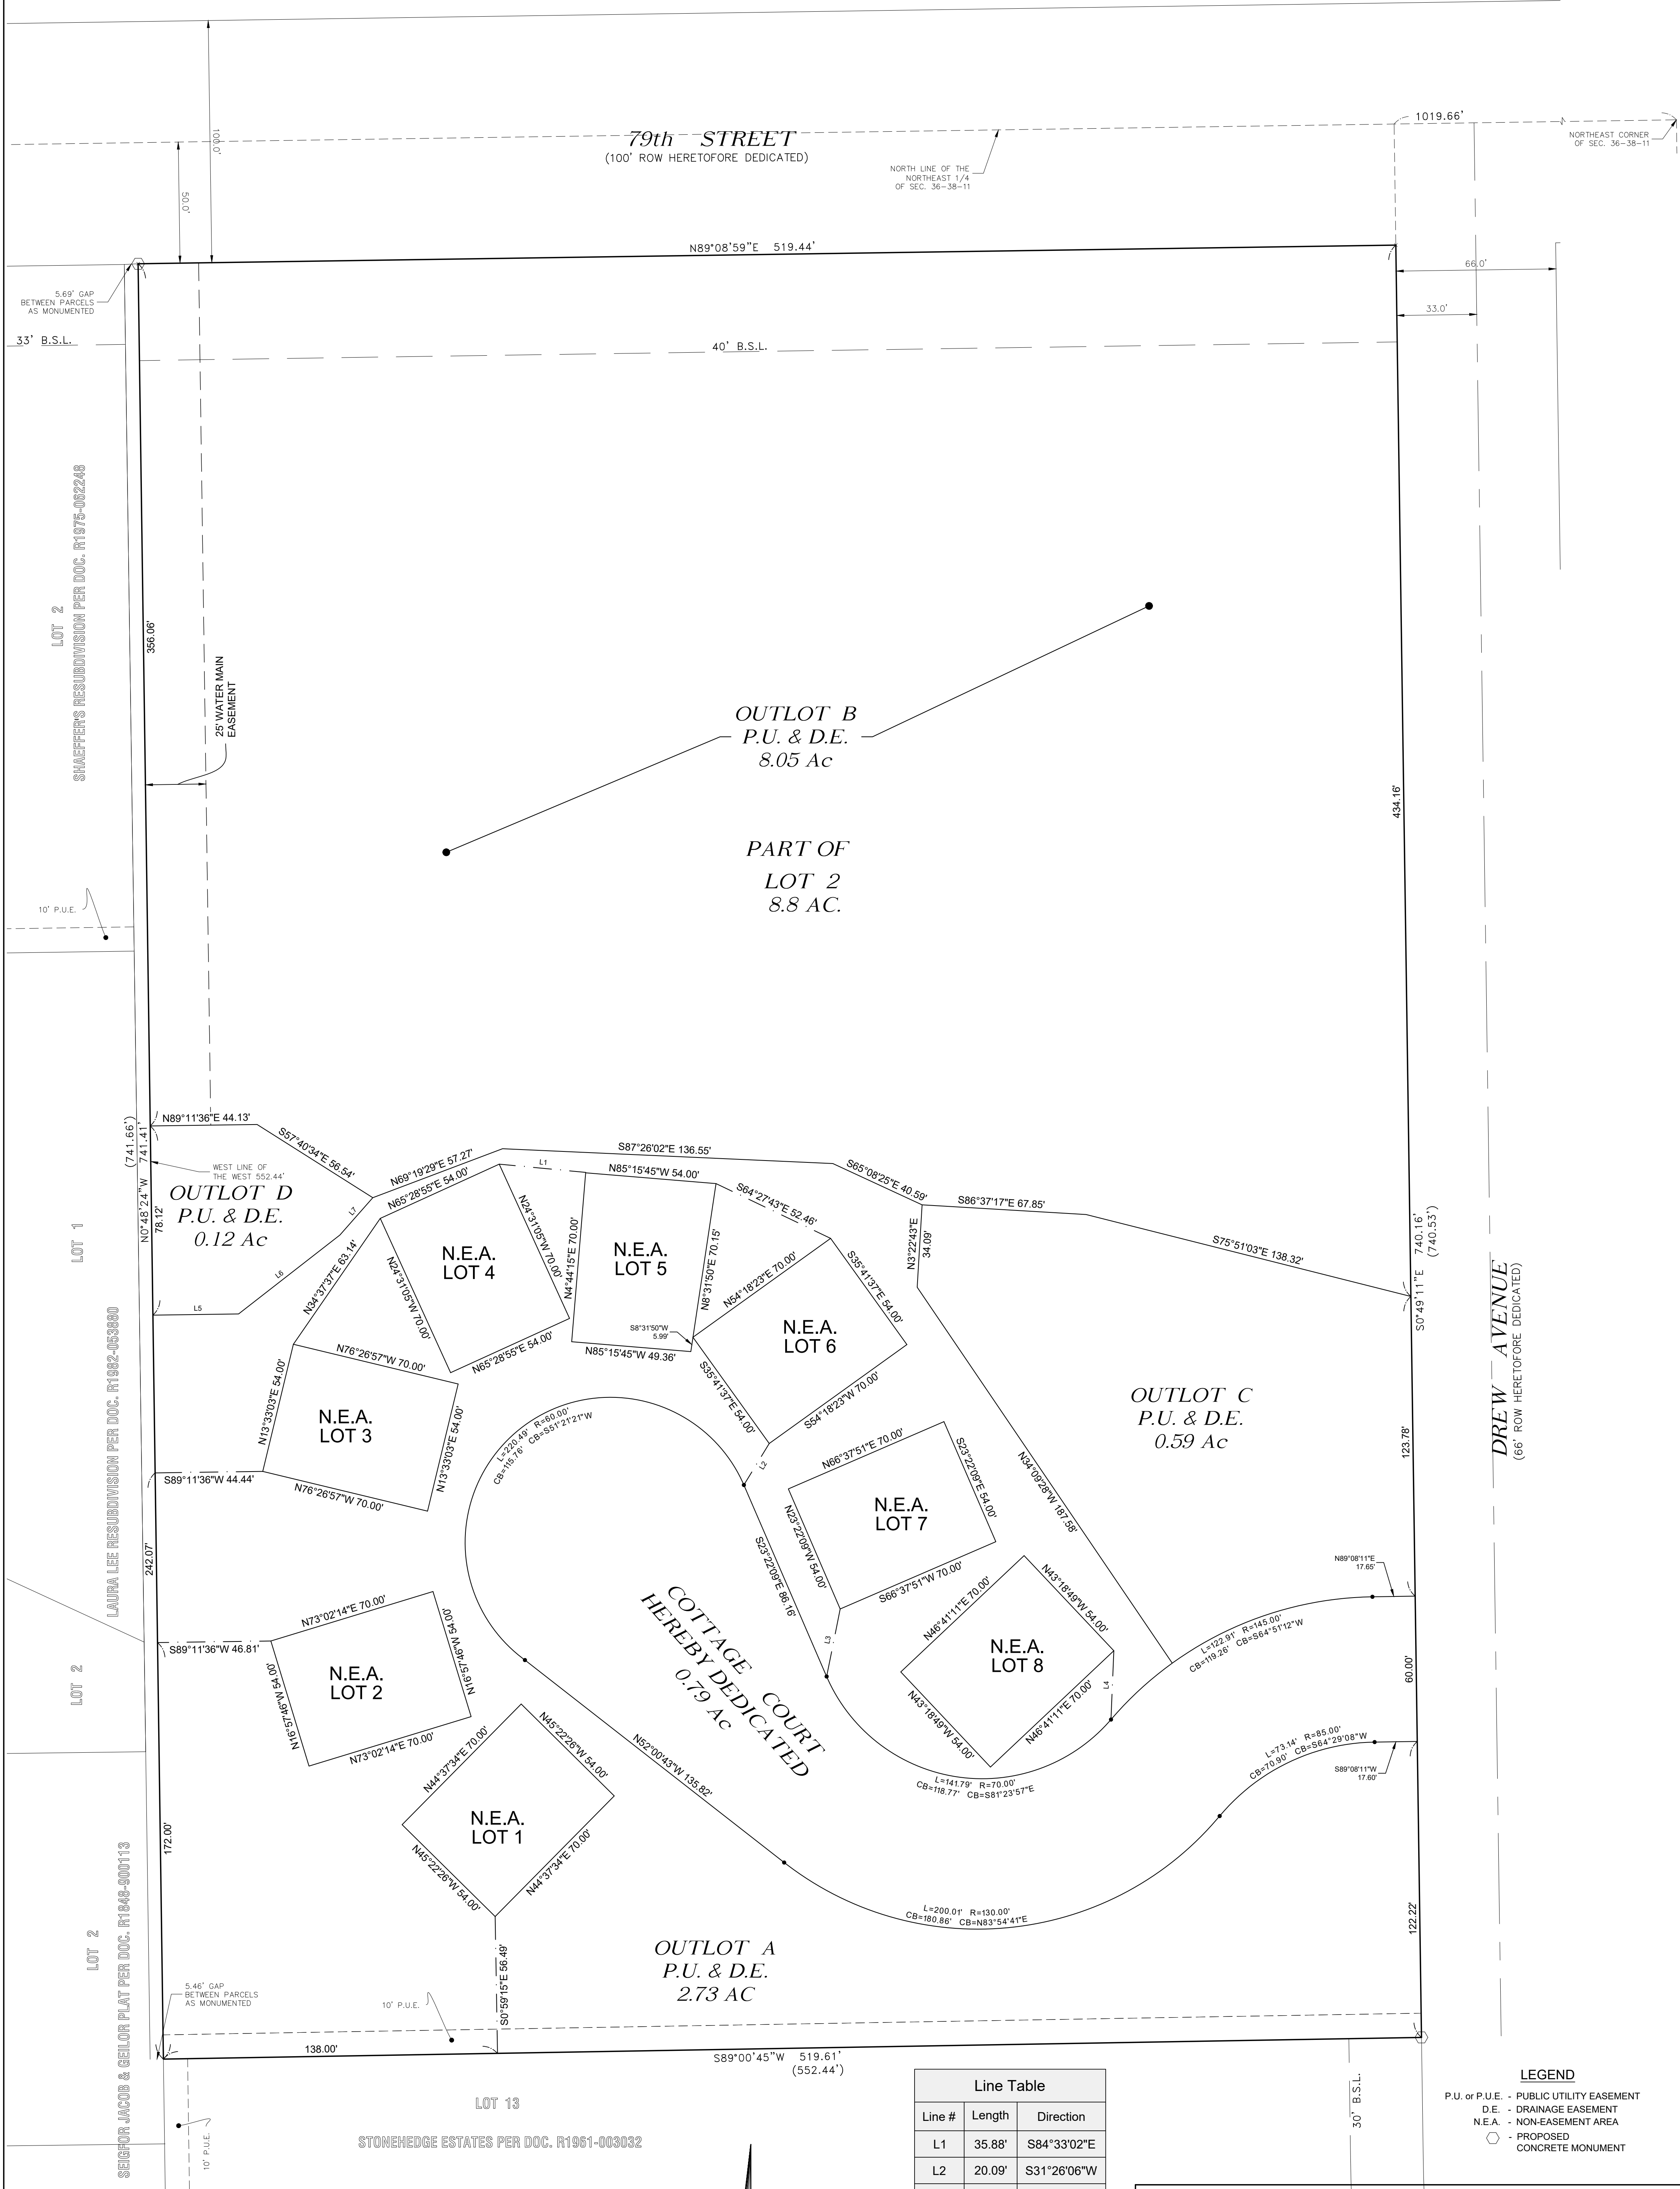 1019.66'
NORTHEAST CORNER
OF SEC. 36-38-11
100.0'
79th STREET
(100' ROW HERETOFORE DEDICATED)
NORTH LINE OF THE
NORTHEAST 1/4
OF SEC. 36-38-11
50.0'
N89°08'59"E 519.44'
66.0'
5.69' GAP
BETWEEN PARCELS
AS MONUMENTED
33.0'
33' B.S.L.
40' B.S.L.
LOT 2
SHAEFFER'S RESUBDIVISION PER DOC. R1975-062248
356.06'
25' WATER MAIN
EASEMENT
OUTLOT B
P.U. & D.E.
8.05 Ac
434.16'
PART OF
LOT 2
8.8 AC.
10' P.U.E.
N89°11'36"E 44.13'
S57°40'34"E 56.54'
(741.66')
N0°48'24"W 741.41'
WEST LINE OF
THE WEST 552.44'
OUTLOT D
P.U. & D.E.
0.12 Ac
78.12'
L7
L6
L5
N69°19'29"E 57.27'
N65°28'55"E 54.00'
S87°26'02"E 136.55'
L1
N85°15'45"W 54.00'
S64°27'43"E 52.46'
S65°08'25"E 40.59'
S86°37'17"E 67.85'
N3°22'43"E
34.09'
S75°51'03"E 138.32'
S0°49'11"E 740.16'
(740.53')
DREW AVENUE
(66' ROW HERETOFORE DEDICATED)
LOT 1
LAURA LEE RESUBDIVISION PER DOC. R1982-053880
N34°37'37"E 63.14'
N24°31'05"W 70.00'
N.E.A.
LOT 4
N24°31'05"W 70.00'
N65°28'55"E 54.00'
N4°44'15"E 70.00'
N.E.A.
LOT 5
N8°31'50"E 70.15'
S8°31'50"W
5.99'
N85°15'45"W 49.36'
N54°18'23"E 70.00'
S35°41'37"E 54.00'
N.E.A.
LOT 6
S35°41'37"E 54.00'
S54°18'23"W 70.00'
N76°26'57"W 70.00'
N13°33'03"E 54.00'
N.E.A.
LOT 3
N13°33'03"E 54.00'
N76°26'57"W 70.00'
S89°11'36"W 44.44'
L=220.49' R=60.00'
CB=115.76' CB=S51°21'21"W
L2
OUTLOT C
P.U. & D.E.
0.59 Ac
123.78'
N66°37'51"E 70.00'
S23°22'09"E 54.00'
N.E.A.
LOT 7
N23°22'09"W 54.00'
S66°37'51"W 70.00'
S23°22'09"E 86.16'
N34°09'28"W 187.58'
L3
242.07'
N89°08'11"E
17.65'
N43°18'49"W 54.00'
N46°41'11"E 70.00'
N.E.A.
LOT 8
N43°18'49"W 54.00'
N46°41'11"E 70.00'
L4
L=122.91' R=145.00'
CB=119.26' CB=S64°51'12"W
60.00'
N73°02'14"E 70.00'
S89°11'36"W 46.81'
N16°57'46"W 54.00'
N.E.A.
LOT 2
N16°57'46"W 54.00'
N73°02'14"E 70.00'
COTTAGE COURT
HEREBY DEDICATED
0.79 Ac
LOT 2
L=73.14' R=85.00'
CB=70.90' CB=S64°29'08"W
S89°08'11"W
17.60'
L=141.79' R=70.00'
CB=118.77' CB=S81°23'57"E
N52°00'43"W 135.82'
N45°22'26"W 54.00'
N44°37'34"E 70.00'
N.E.A.
LOT 1
N45°22'26"W 54.00'
N44°37'34"E 70.00'
172.00'
L=200.01' R=130.00'
CB=180.86' CB=N83°54'41"E
122.22'
LOT 2
SEIGFOR JACOB & GEILOR PLAT PER DOC. R1848-900113
OUTLOT A
P.U. & D.E.
2.73 AC
S0°59'15"E 56.49'
5.46' GAP
BETWEEN PARCELS
AS MONUMENTED
10' P.U.E.
138.00'
S89°00'45"W 519.61'
(552.44')
LOT 13
STONEHEDGE ESTATES PER DOC. R1961-003032
10' P.U.E.
30' B.S.L.
Line Table
Line # Length Direction
L1 35.88' S84°33'02"E
L2 20.09' S31°26'06"W
LEGEND
P.U. or P.U.E. - PUBLIC UTILITY EASEMENT
D.E. - DRAINAGE EASEMENT
N.E.A. - NON-EASEMENT AREA
- PROPOSED
CONCRETE MONUMENT